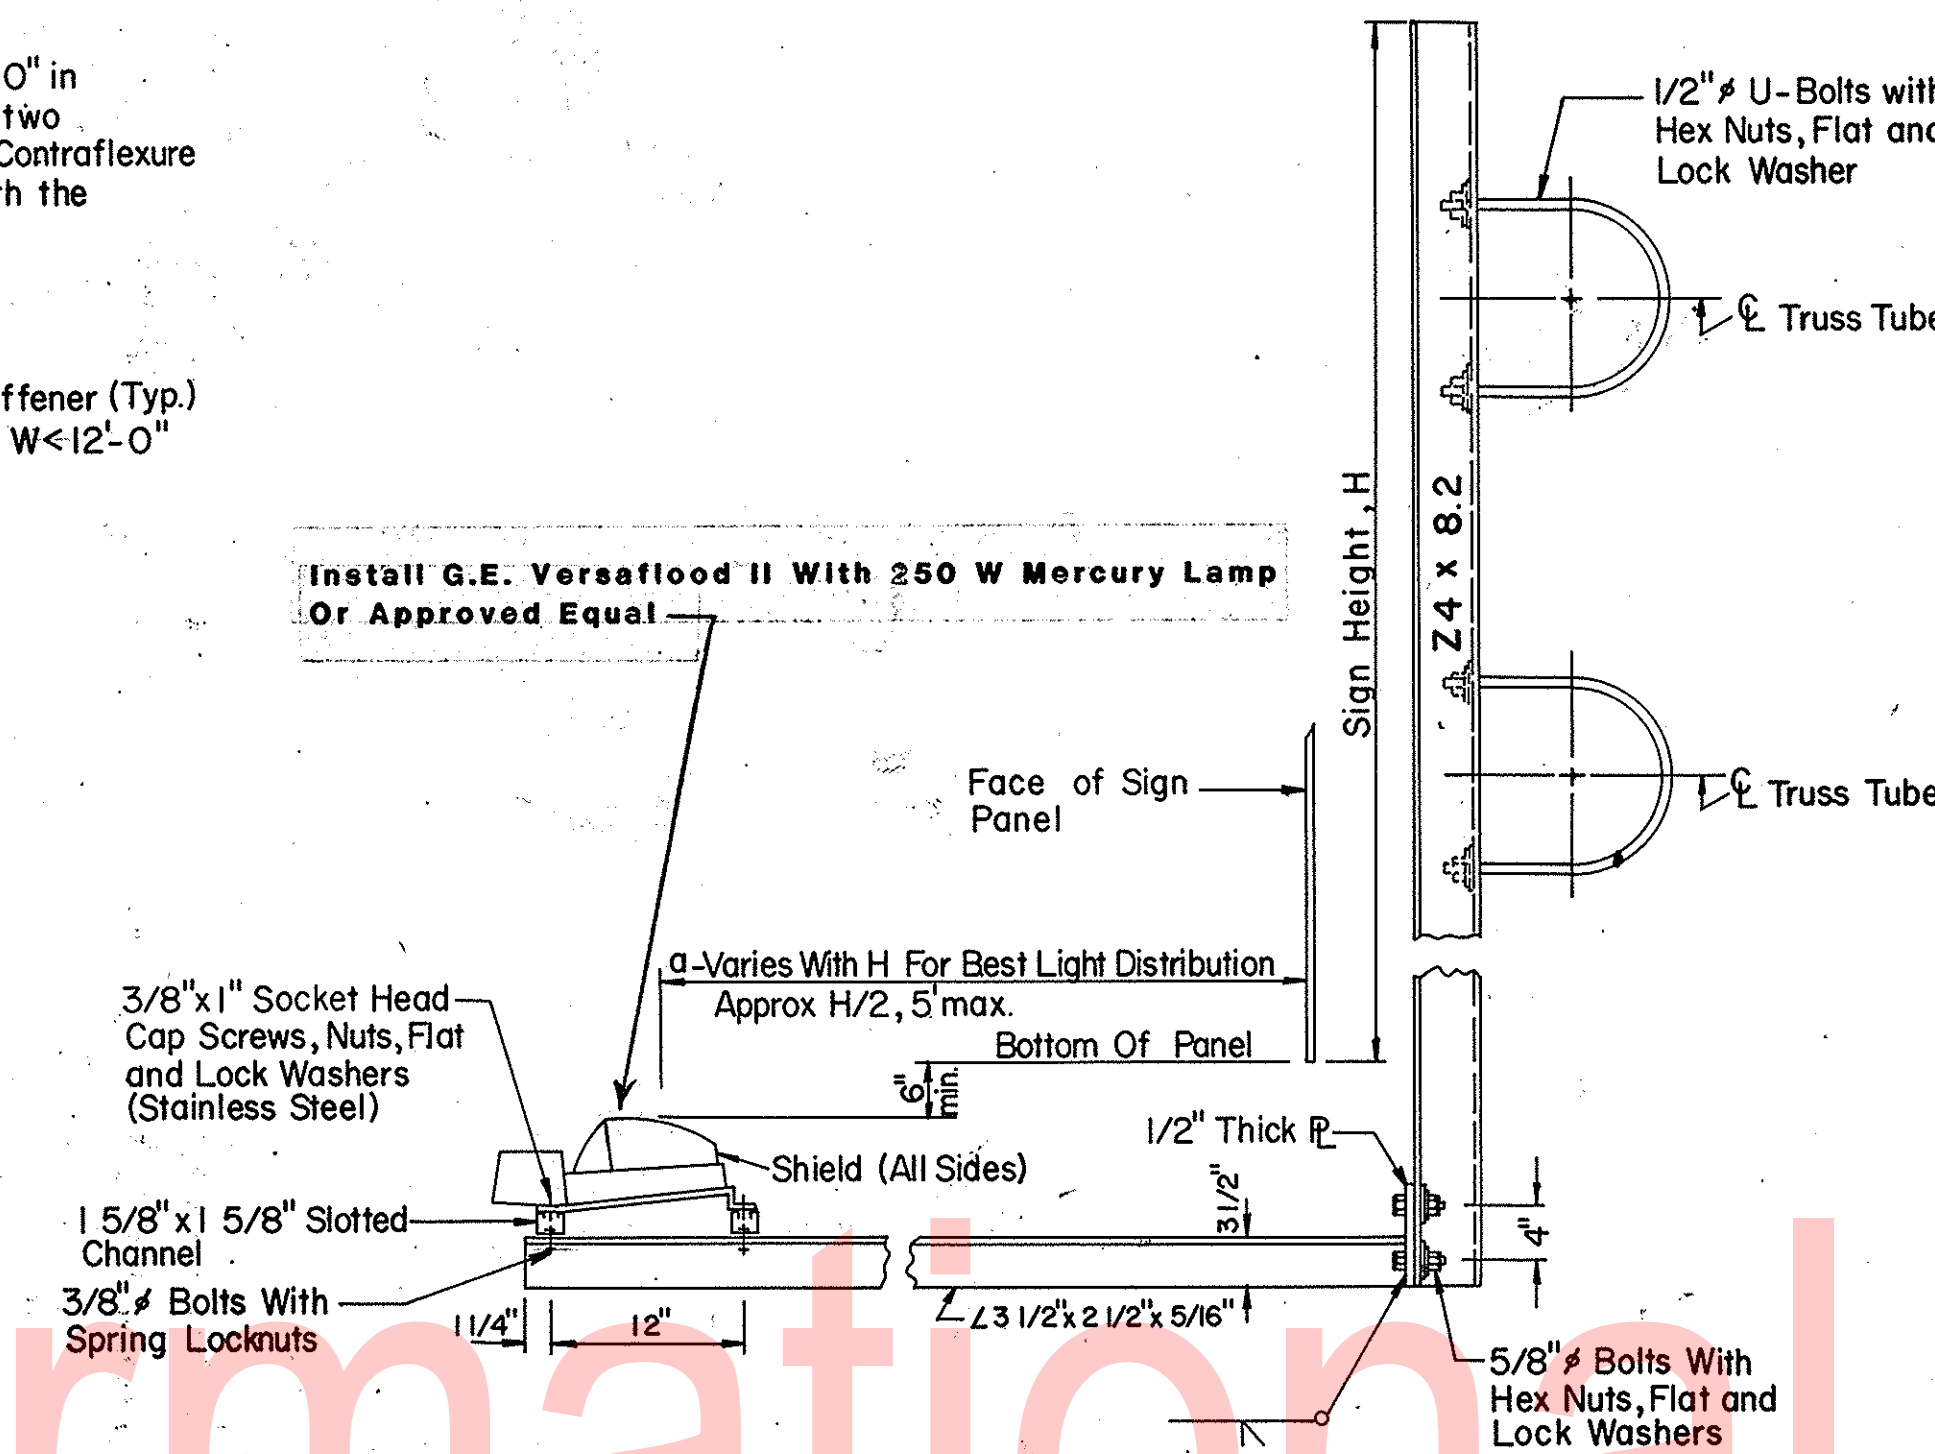 0" in
two
Contraflexure
the
(Typ.)
W<12'-0"
1/2"ø U-Bolts with
Hex Nuts, Flat and
Lock Washer
℄ Truss Tube
Sign Height, H
Z4 x 8.2
Install G.E. Versaflood II With 250 W Mercury Lamp
Or Approved Equal
Face of Sign
Panel
℄ Truss Tube
a-Varies With H For Best Light Distribution
Approx H/2, 5' max.
Bottom Of Panel
6"
min.
3/8"x1" Socket Head
Cap Screws, Nuts, Flat
and Lock Washers
(Stainless Steel)
1/2" Thick ℙL
Shield (All Sides)
3 1/2"
4"
1 5/8"x1 5/8" Slotted
Channel
3/8"ø Bolts With
Spring Locknuts
1 1/4"
12"
∠3 1/2"x2 1/2"x5/16"
5/8"ø Bolts With
Hex Nuts, Flat and
Lock Washers
rmational